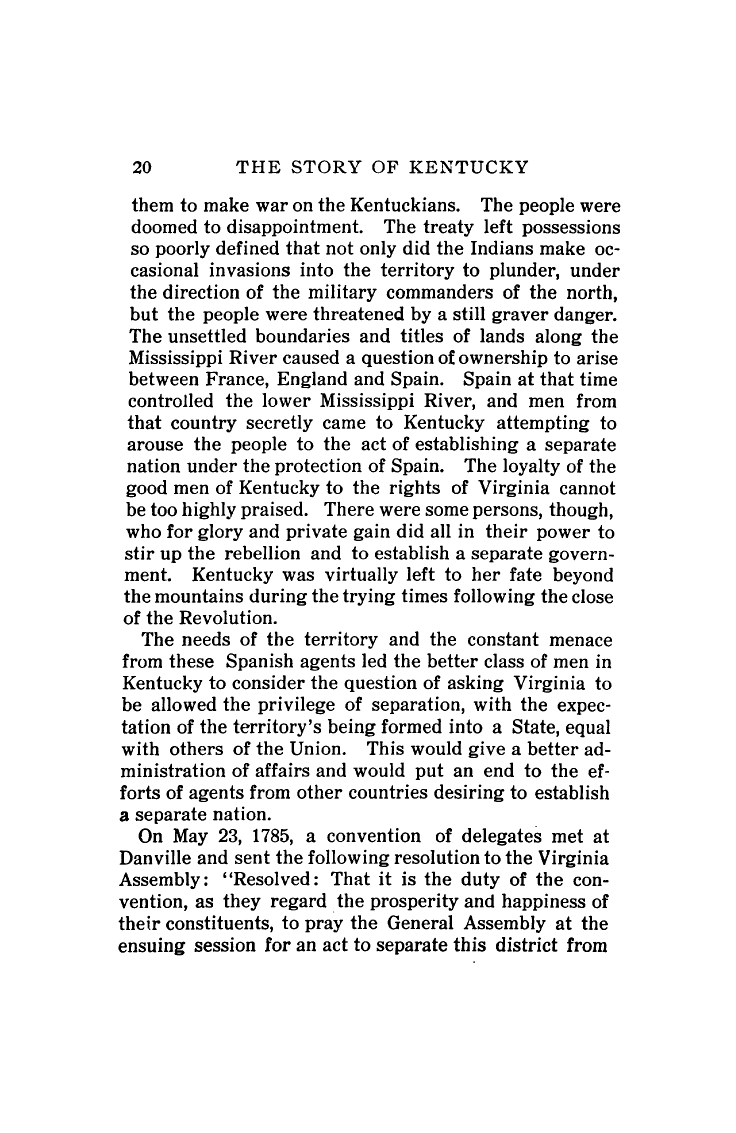 20 THE STORY OF KENTUCKY
them to make war on the Kentuckians. The people were
doomed to disappointment. The treaty left possessions
so poorly defined that not only did the Indians make oc-
casional invasions into the territory to plunder, under
the direction of the military commanders of the north,
but the people were threatened by a still graver danger.
The unsettled boundaries and titles of lands along the
Mississippi River caused a question of ownership to arise
between France, England and Spain. Spain at that time
controlled the lower Mississippi River, and men from
that country secretly came to Kentucky attempting to
arouse the people to the act of establishing a separate
nation under the protection of Spain. The loyalty of the
good men of Kentucky to the rights of Virginia cannot
be too highly praised. There were some persons, though,
who for glory and private gain did all in their power to
stir up the rebellion and to establish a separate govern-
ment. Kentucky was virtually left to her fate beyond
the mountains during the trying times following the close
of the Revolution.
The needs of the territory and the constant menace
from these Spanish agents led the better class of men in
Kentucky to consider the question of asking Virginia to
be allowed the privilege of separation, with the expec-
tation of the territory's being formed into a State, equal
with others of the Union. This would give a better ad-
ministration of affairs and would put an end to the ef-
forts of agents from other countries desiring to establish
a separate nation.
On May 23, 1785, a convention of delegates met at
Danville and sent the following resolution to the Virginia
Assembly: "Resolved: That it is the duty of the con-
vention, as they regard the prosperity and happiness of
their constituents, to pray the General Assembly at the
ensuing session for an act to separate this district from